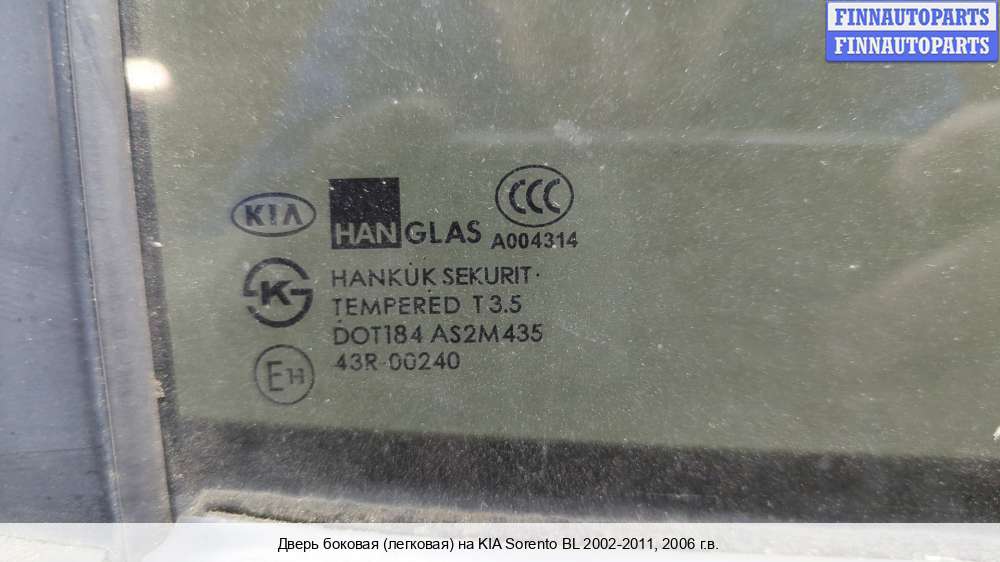 FINNAUTOPARTS
FINNAUTOPARTS
KIA
HANGLAS
CCC
A004314
K
HANKUK SEKURIT
TEMPERED T 3.5
DOT184 AS2M435
43R-00240
Дверь боковая (легковая) на KIA Sorento BL 2002-2011, 2006 г.в.